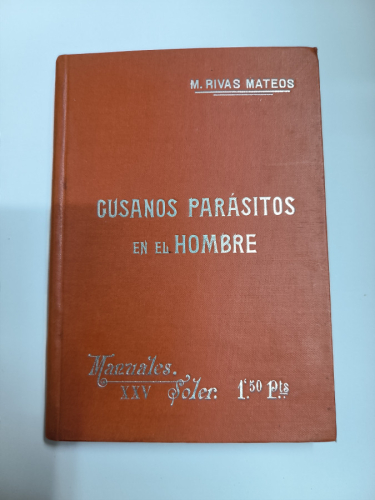 M. RIVAS MATEOS
GUSANOS PARÁSITOS
EN EL HOMBRE
Manuales.
XXV Soler. 1'50 Pts